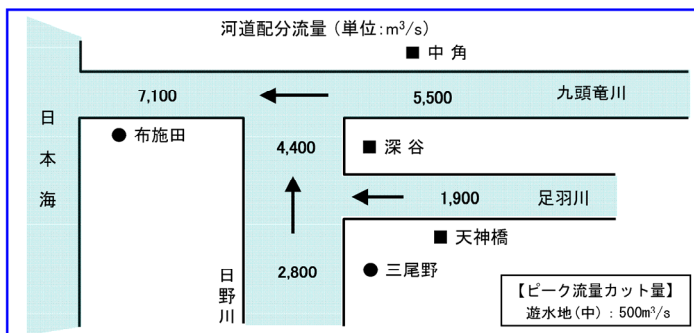 河道配分流量 (単位:m³/s)
■ 中 角
7,100
5,500
九頭竜川
日本海
● 布施田
4,400
■ 深 谷
1,900
足羽川
■ 天神橋
2,800
● 三尾野
日野川
【ピーク流量カット量】
遊水地(中) : 500m³/s